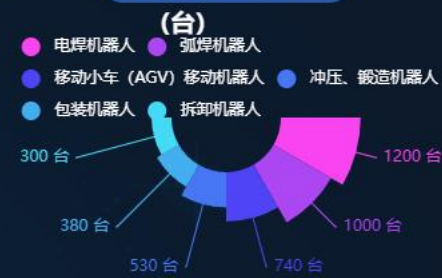 (台)
电焊机器人 弧焊机器人
移动小车（AGV）移动机器人 冲压、锻造机器人
包装机器人 拆卸机器人
300 台
1200 台
380 台
1000 台
530 台
740 台